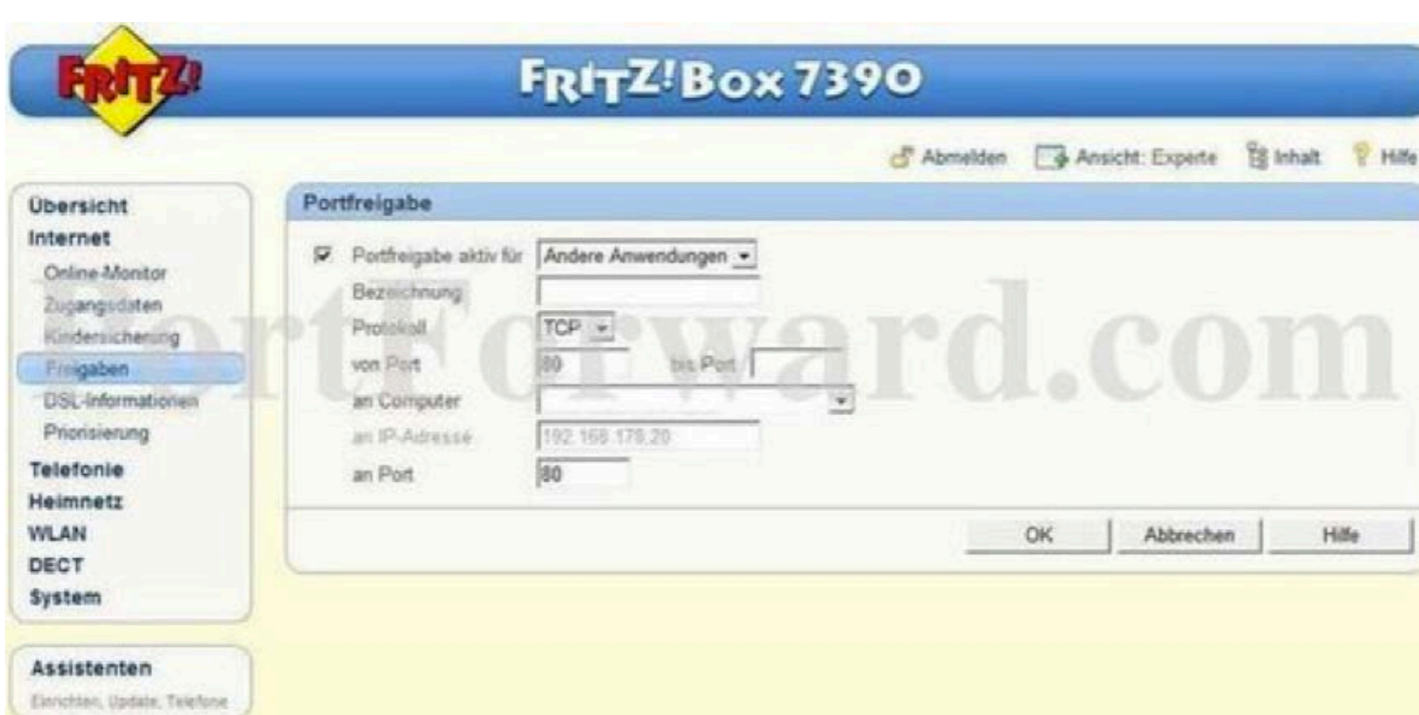 FRITZ!
FRITZ!Box 7390
Abmelden Ansicht: Experte Inhalt Hilfe
Übersicht
Internet
Online-Monitor
Zugangsdaten
Kindersicherung
Freigaben
DSL-Informationen
Priorisierung
Telefonie
Heimnetz
WLAN
DECT
System
Assistenten
Einrichten, Update, Telefone
Portfreigabe
Portfreigabe aktiv für Andere Anwendungen
Bezeichnung
Protokoll TCP
von Port 80 bis Port
an Computer
an IP-Adresse 192.168.178.20
an Port 80
OK Abbrechen Hilfe
PortForward.com